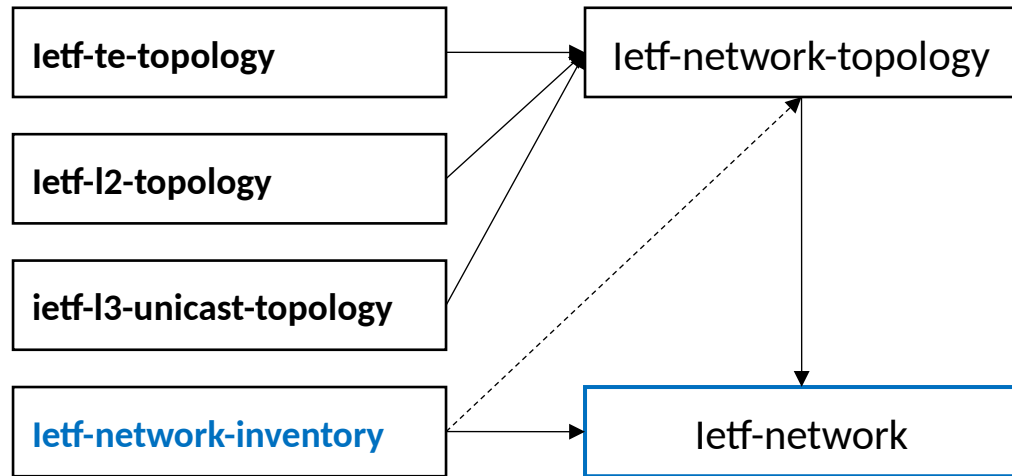 Ietf-te-topology
Ietf-network-topology
Ietf-l2-topology
ietf-l3-unicast-topology
Ietf-network-inventory
Ietf-network